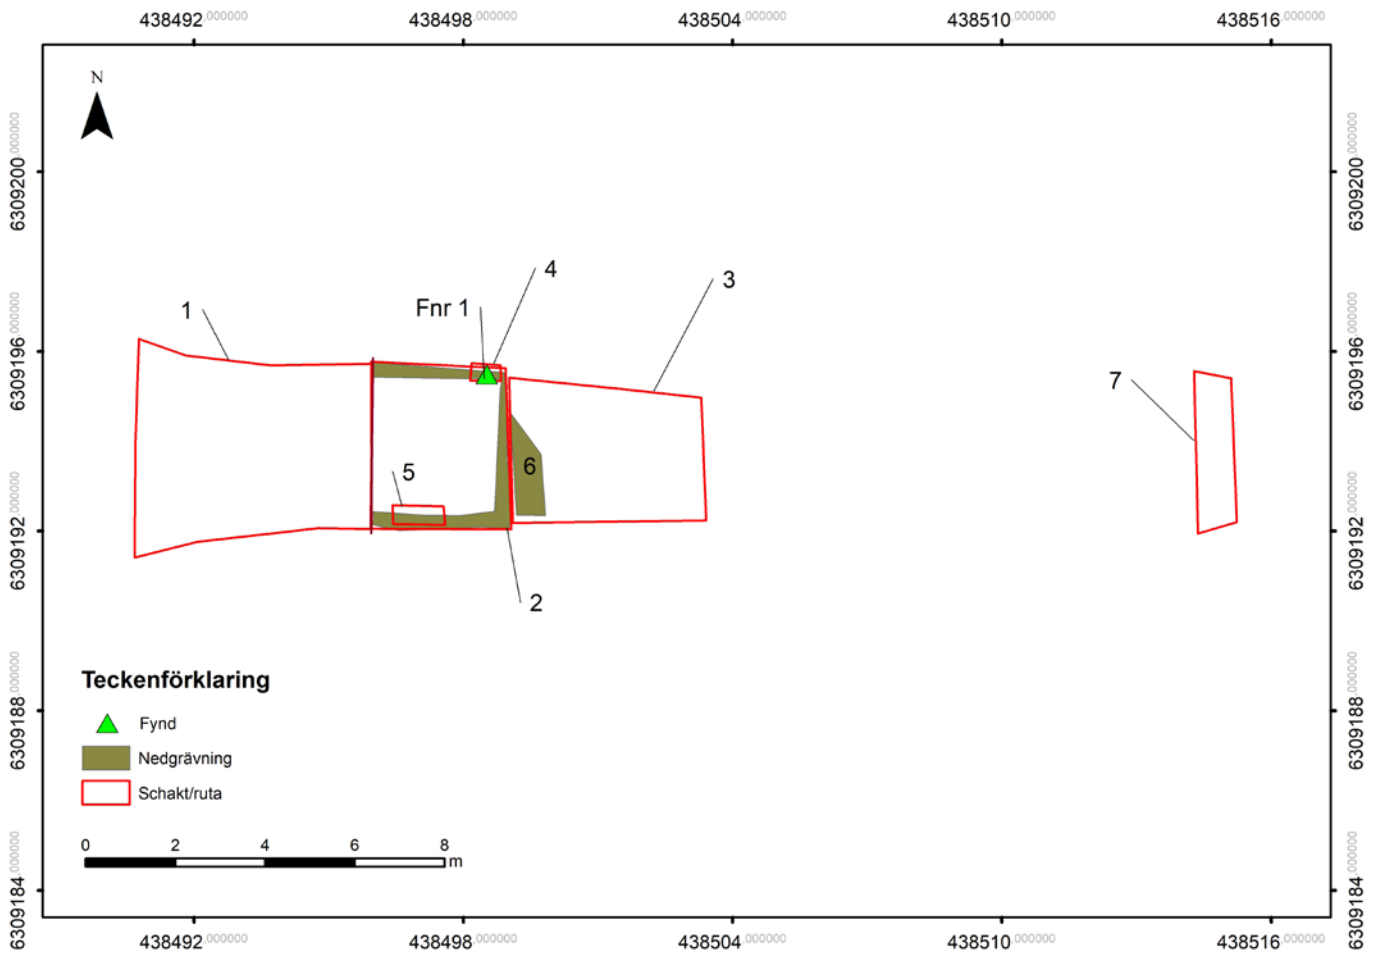 438492.000000 438498.000000 438504.000000 438510.000000 438516.000000
N
6309200.000000 6309200.000000
4
3
Fnr 1
1
6309196.000000 6309196.000000
7
6
5
6309192.000000 6309192.000000
2
Teckenförklaring
6309188.000000 6309188.000000
Fynd
Nedgrävning
Schakt/ruta
0 2 4 6 8
m
6309184.000000 6309184.000000
438492.000000 438498.000000 438504.000000 438510.000000 438516.000000